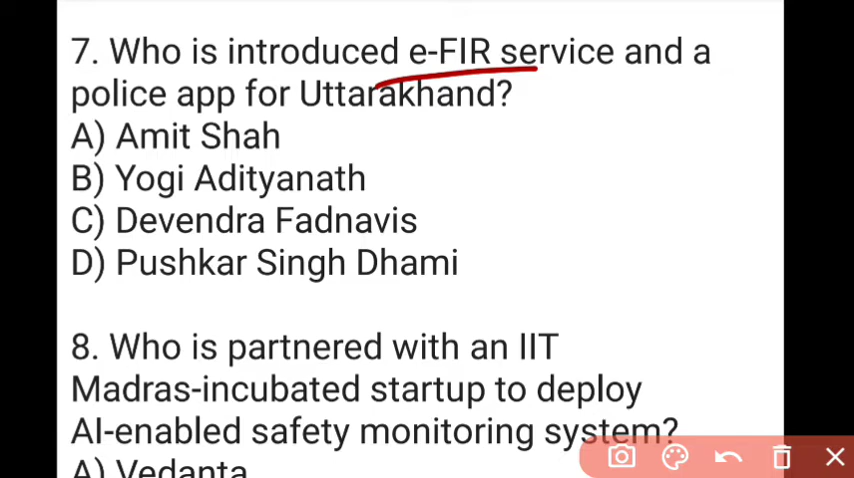 7. Who is introduced e-FIR service and a
police app for Uttarakhand?
A) Amit Shah
B) Yogi Adityanath
C) Devendra Fadnavis
D) Pushkar Singh Dhami
8. Who is partnered with an IIT
Madras-incubated startup to deploy
AI-enabled safety monitoring system?
A) Vedanta